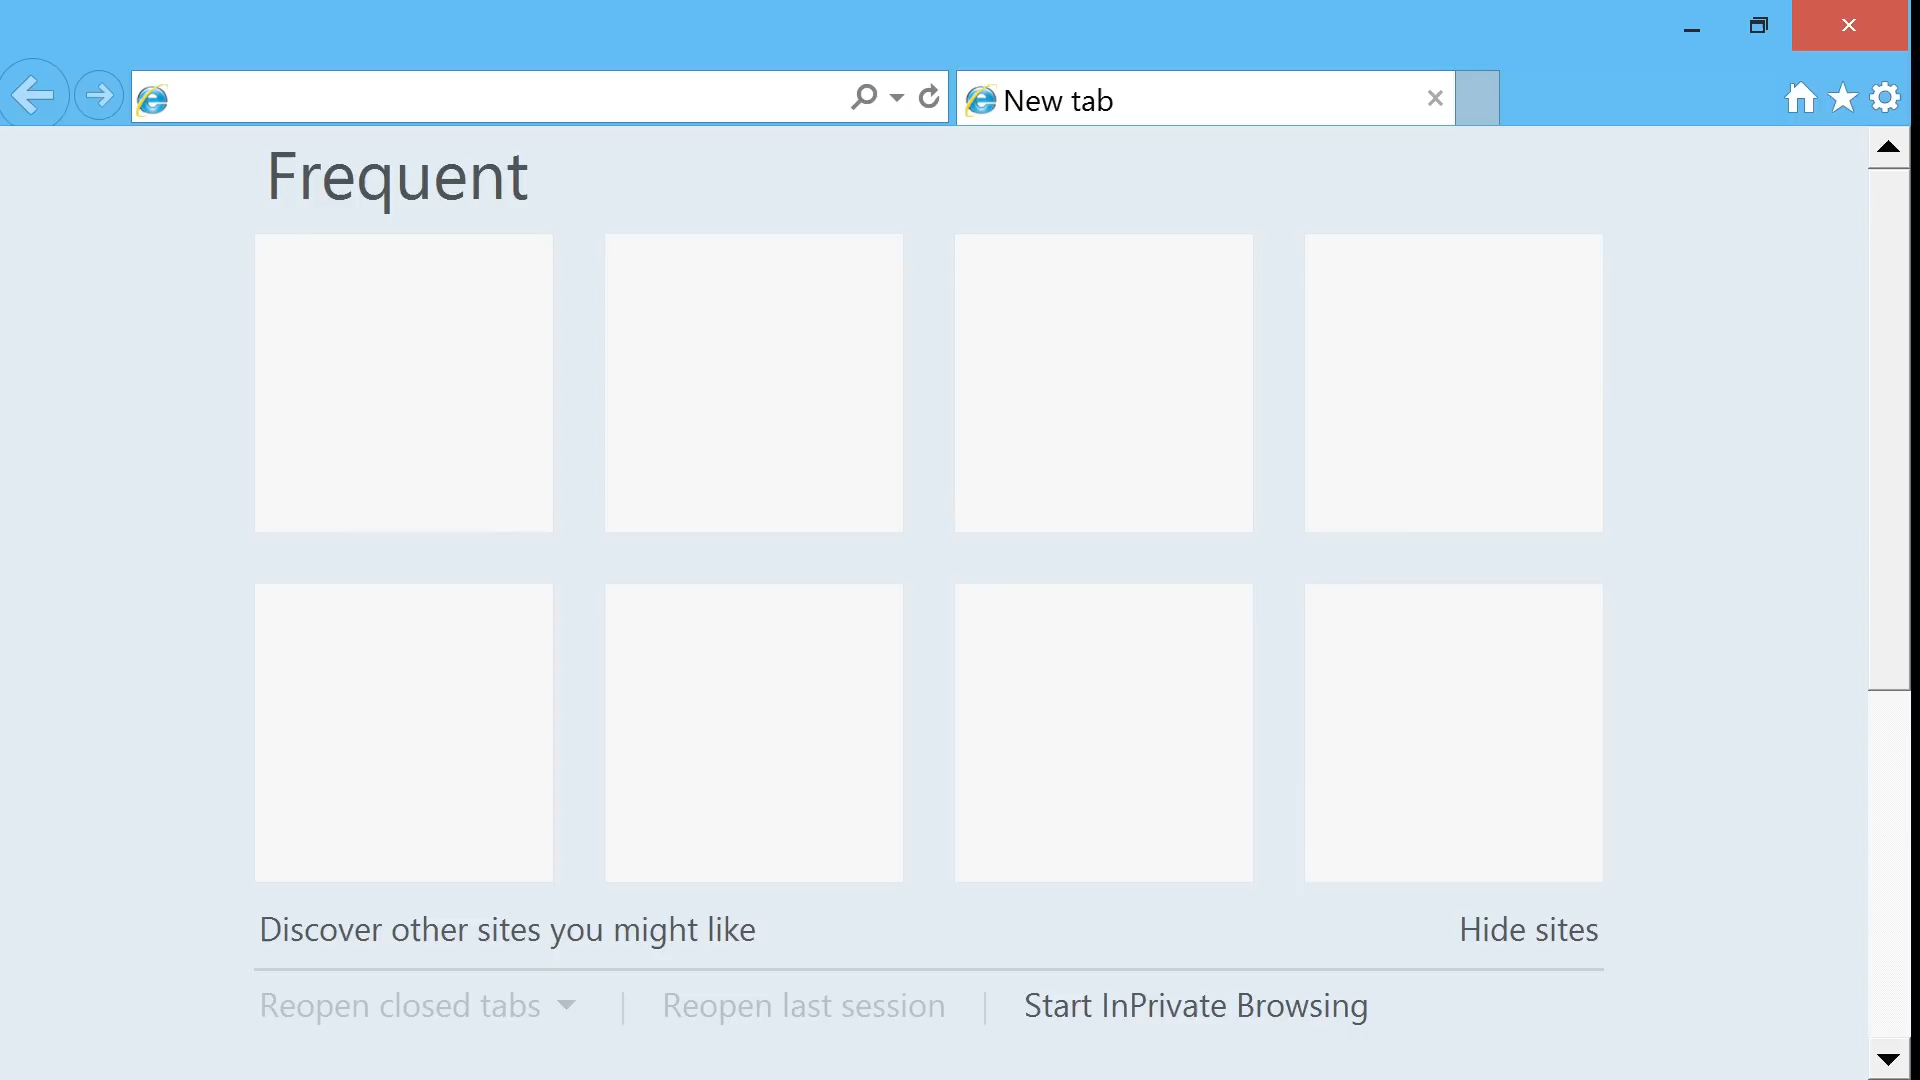 New tab
Frequent
Discover other sites you might like
Hide sites
Reopen closed tabs
Reopen last session
Start InPrivate Browsing